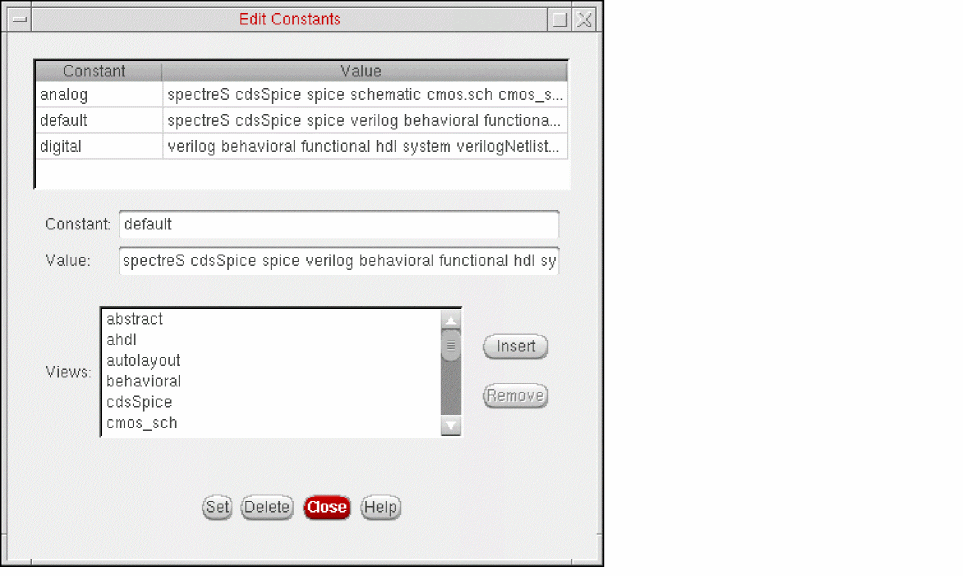 Edit Constants
Constant Value
analog spectreS cdsSpice spice schematic cmos.sch cmos_s...
default spectreS cdsSpice spice verilog behavioral functiona...
digital verilog behavioral functional hdl system verilogNetlist...
Constant: default
Value: spectreS cdsSpice spice verilog behavioral functional hdl sy
abstract
ahdl
autolayout
Views: behavioral
cdsSpice
cmos_sch
Insert
Remove
Set Delete Close Help